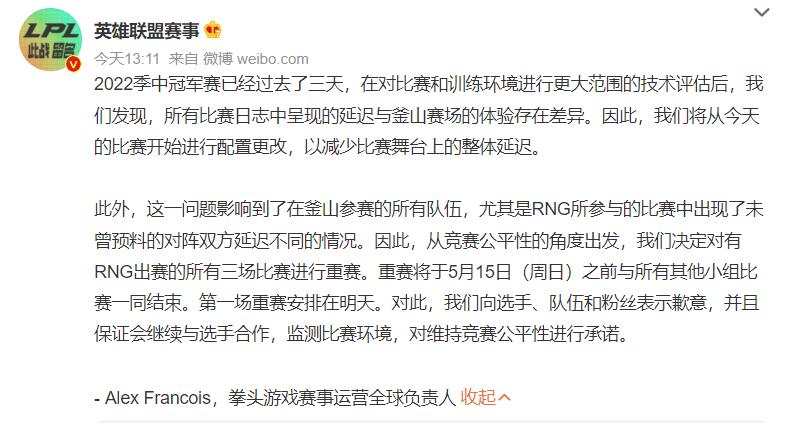 LPL
此战 留名
英雄联盟赛事
今天13:11 来自 微博 weibo.com
2022季中冠军赛已经过去了三天，在对比赛和训练环境进行更大范围的技术评估后，我
们发现，所有比赛日志中呈现的延迟与釜山赛场的体验存在差异。因此，我们将从今天
的比赛开始进行配置更改，以减少比赛舞台上的整体延迟。
此外，这一问题影响到了在釜山参赛的所有队伍，尤其是RNG所参与的比赛中出现了未
曾预料的对阵双方延迟不同的情况。因此，从竞赛公平性的角度出发，我们决定对有
RNG出赛的所有三场比赛进行重赛。重赛将于5月15日（周日）之前与所有其他小组比
赛一同结束。第一场重赛安排在明天。对此，我们向选手、队伍和粉丝表示歉意，并且
保证会继续与选手合作，监测比赛环境，对维持竞赛公平性进行承诺。
- Alex Francois，拳头游戏赛事运营全球负责人 收起